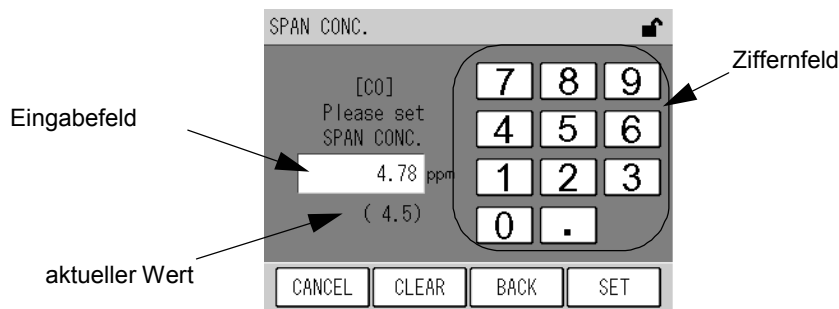 SPAN CONC.
Ziffernfeld
[CO]
Please set
SPAN CONC.
Eingabefeld
4.78 ppm
( 4.5)
aktueller Wert
7 8 9
4 5 6
1 2 3
0 .
CANCEL CLEAR BACK SET